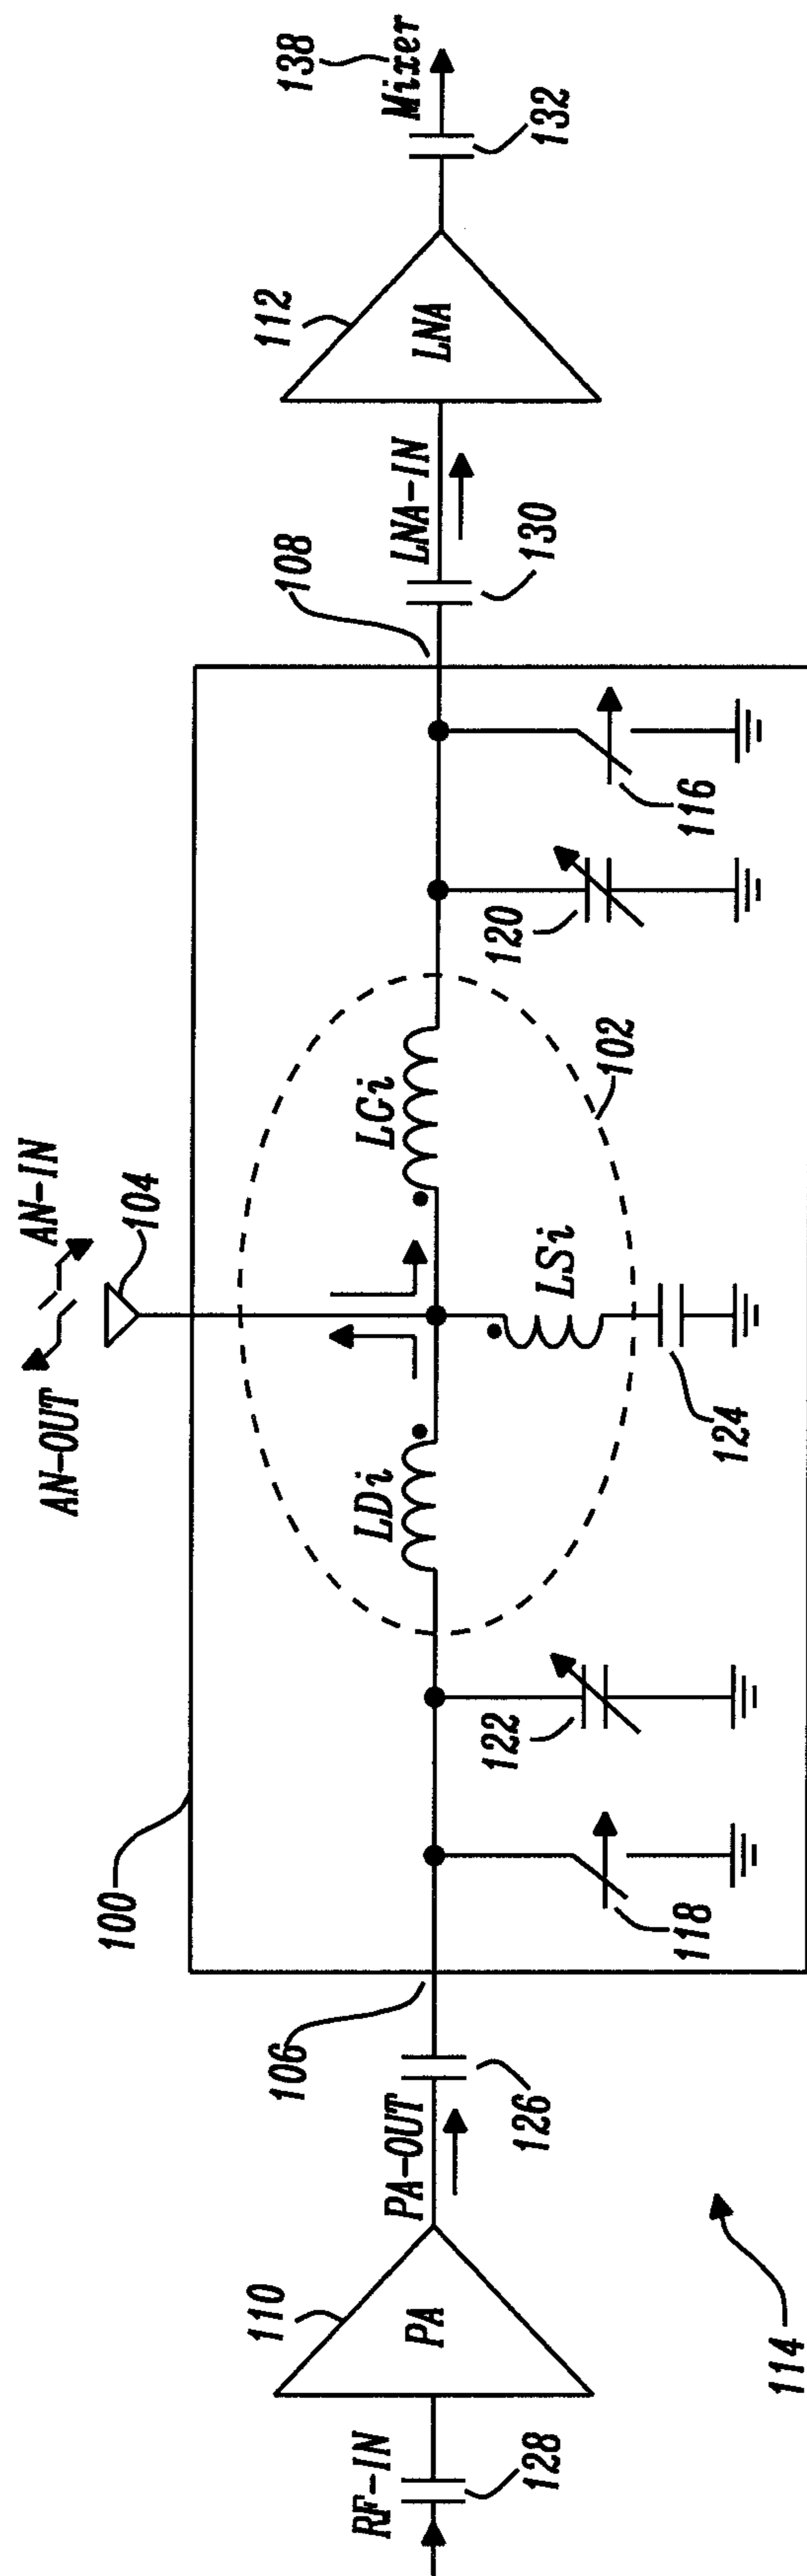 AN-OUT
AN-IN
104
100
110
PA
RF-IN
128
PA-OUT
126
106
118
122
LDi
LSi
124
LGi
102
120
116
108
LNA-IN
130
112
LNA
132
138
Mixer
114